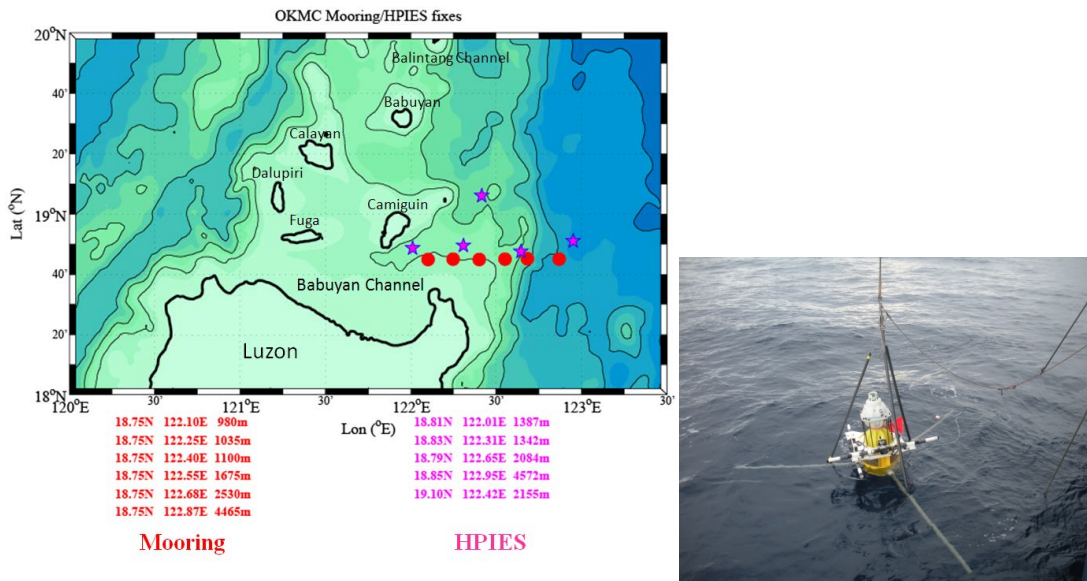 OKMC Mooring/HPIES fixes
20°N
Balintang Channel
40'
Babuyan
Calayan
20'
Dalupiri
Camiguin
19°N
Fuga
Lat (°N)
40'
Babuyan Channel
20'
Luzon
18°N
120°E 30' 121°E 30' 122°E 30' 123°E 30'
Lon (°E)
18.75N 122.10E 980m
18.75N 122.25E 1035m
18.75N 122.40E 1100m
18.75N 122.55E 1675m
18.75N 122.68E 2530m
18.75N 122.87E 4465m
Mooring
18.81N 122.01E 1387m
18.83N 122.31E 1342m
18.79N 122.65E 2084m
18.85N 122.95E 4572m
19.10N 122.42E 2155m
HPIES